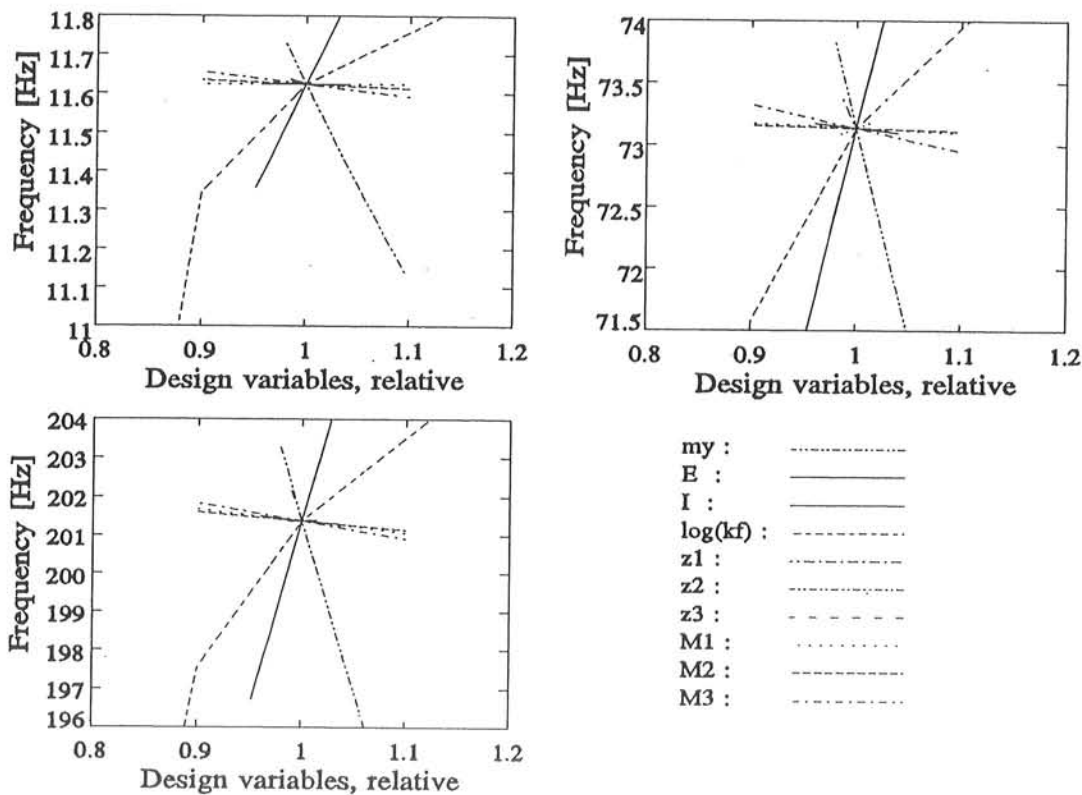 11.8
11.7
11.6
11.5
11.4
11.3
11.2
11.1
11
Frequency [Hz]
0.8 0.9 1 1.1 1.2
Design variables, relative
74
73.5
73
72.5
72
71.5
Frequency [Hz]
0.8 0.9 1 1.1 1.2
Design variables, relative
204
203
202
201
200
199
198
197
196
Frequency [Hz]
0.8 0.9 1 1.1 1.2
Design variables, relative
my :
E :
I :
log(kf) :
z1 :
z2 :
z3 :
M1 :
M2 :
M3 :